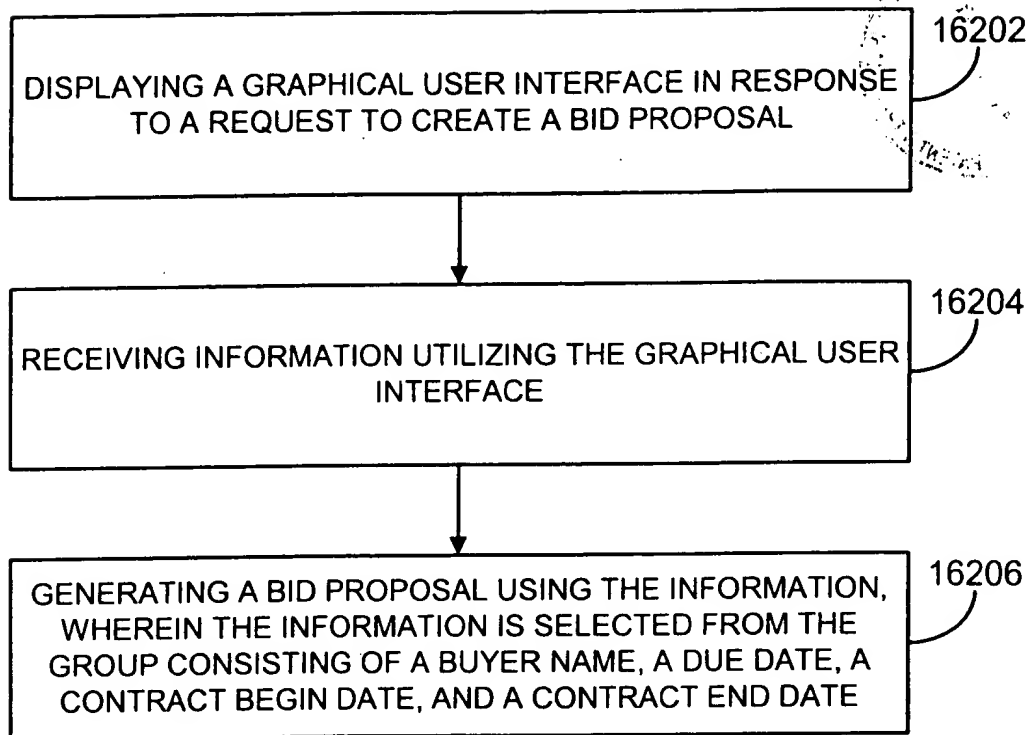 16202
DISPLAYING A GRAPHICAL USER INTERFACE IN RESPONSE
TO A REQUEST TO CREATE A BID PROPOSAL
16204
RECEIVING INFORMATION UTILIZING THE GRAPHICAL USER
INTERFACE
16206
GENERATING A BID PROPOSAL USING THE INFORMATION,
WHEREIN THE INFORMATION IS SELECTED FROM THE
GROUP CONSISTING OF A BUYER NAME, A DUE DATE, A
CONTRACT BEGIN DATE, AND A CONTRACT END DATE